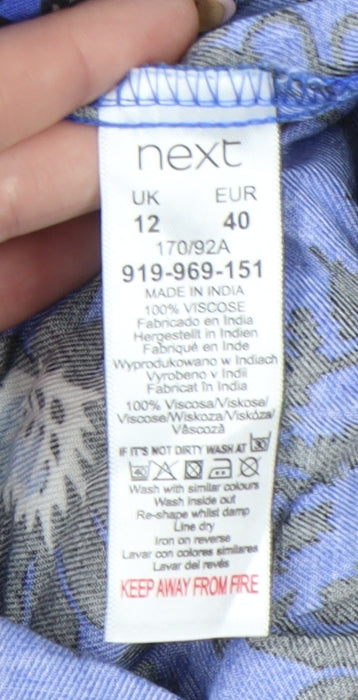 next
UK EUR
12 40
170/92A
919-969-151
MADE IN INDIA
100% VISCOSE
Fabricado en India
Hergestellt in Indien
Fabriqué en Inde
Wyprodukowano w Indiach
Vyrobeno v Indii
Fabricat în India
100% Viscosa/Viskose/
Viscose/Wiskoza/Viskóza/
Vâscoză
IF IT'S NOT DIRTY WASH AT 30
Wash with similar colours
Wash inside out
Re-shape whilst damp
Line dry
Iron on reverse
Lavar con colores similares
Lavar del revés
KEEP AWAY FROM FIRE